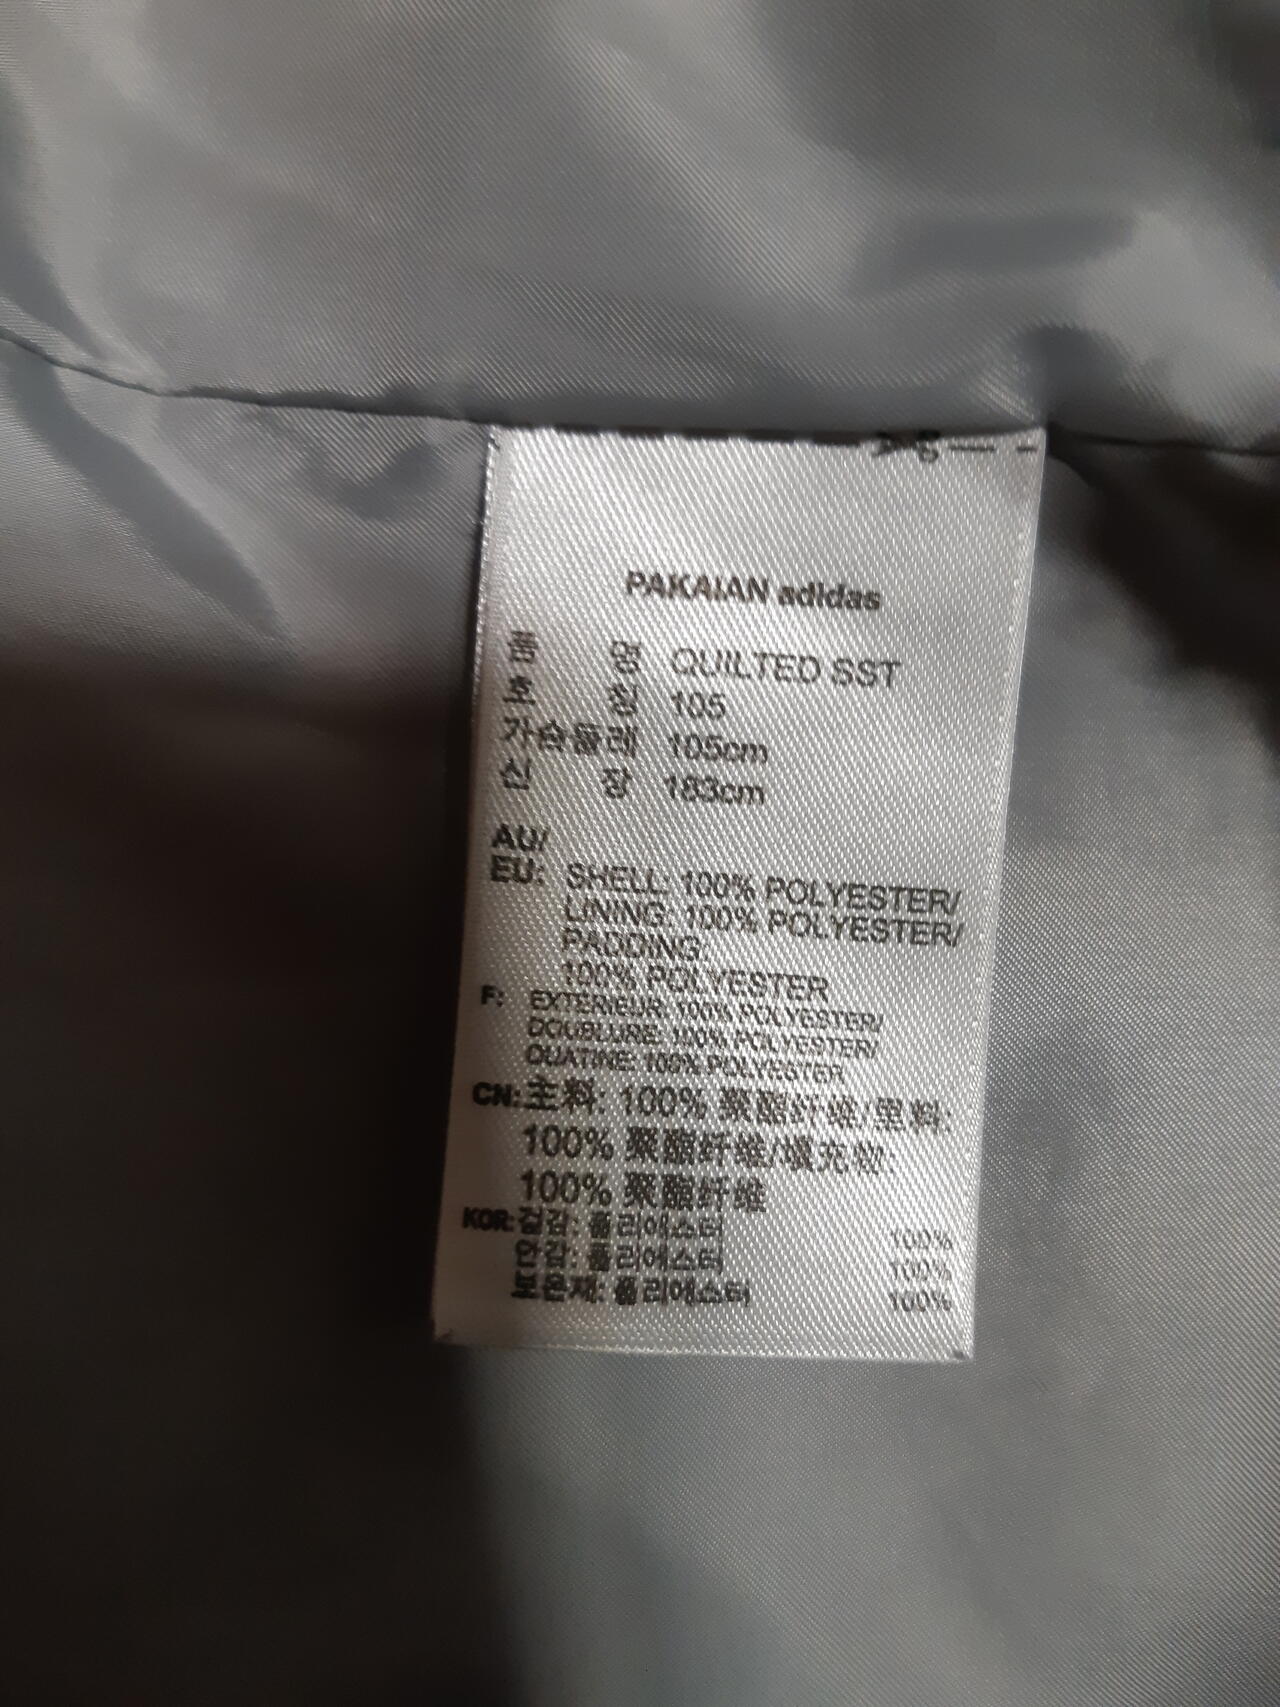 PAKAIAN adidas
품 명 QUILTED SST
호 칭 105
가슴둘레 105cm
신 장 183cm
AU/
EU: SHELL: 100% POLYESTER/
LINING: 100% POLYESTER/
PADDING:
100% POLYESTER
F: EXTERIEUR: 100% POLYESTER/
DOUBLURE: 100% POLYESTER/
OUATINE: 100% POLYESTER
CN: 主料: 100% 聚酯纤维/里料:
100% 聚酯纤维/填充物:
100% 聚酯纤维
KOR: 겉감: 폴리에스터 100%
안감: 폴리에스터 100%
보온재: 폴리에스터 100%